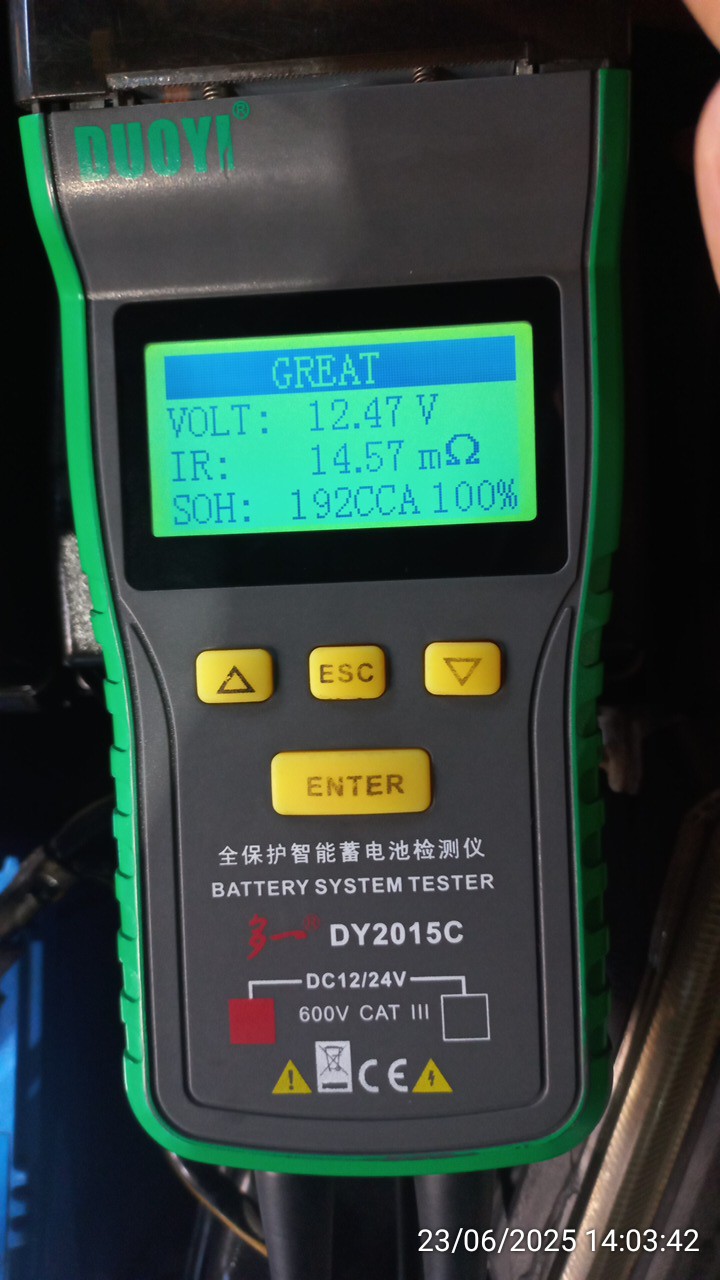 DUOYI®
GREAT
VOLT: 12.47 V
IR: 14.57 mΩ
SOH: 192CCA 100%
ESC
ENTER
全保护智能蓄电池检测仪
BATTERY SYSTEM TESTER
多一® DY2015C
DC12/24V
600V CAT III
CE
23/06/2025 14:03:42